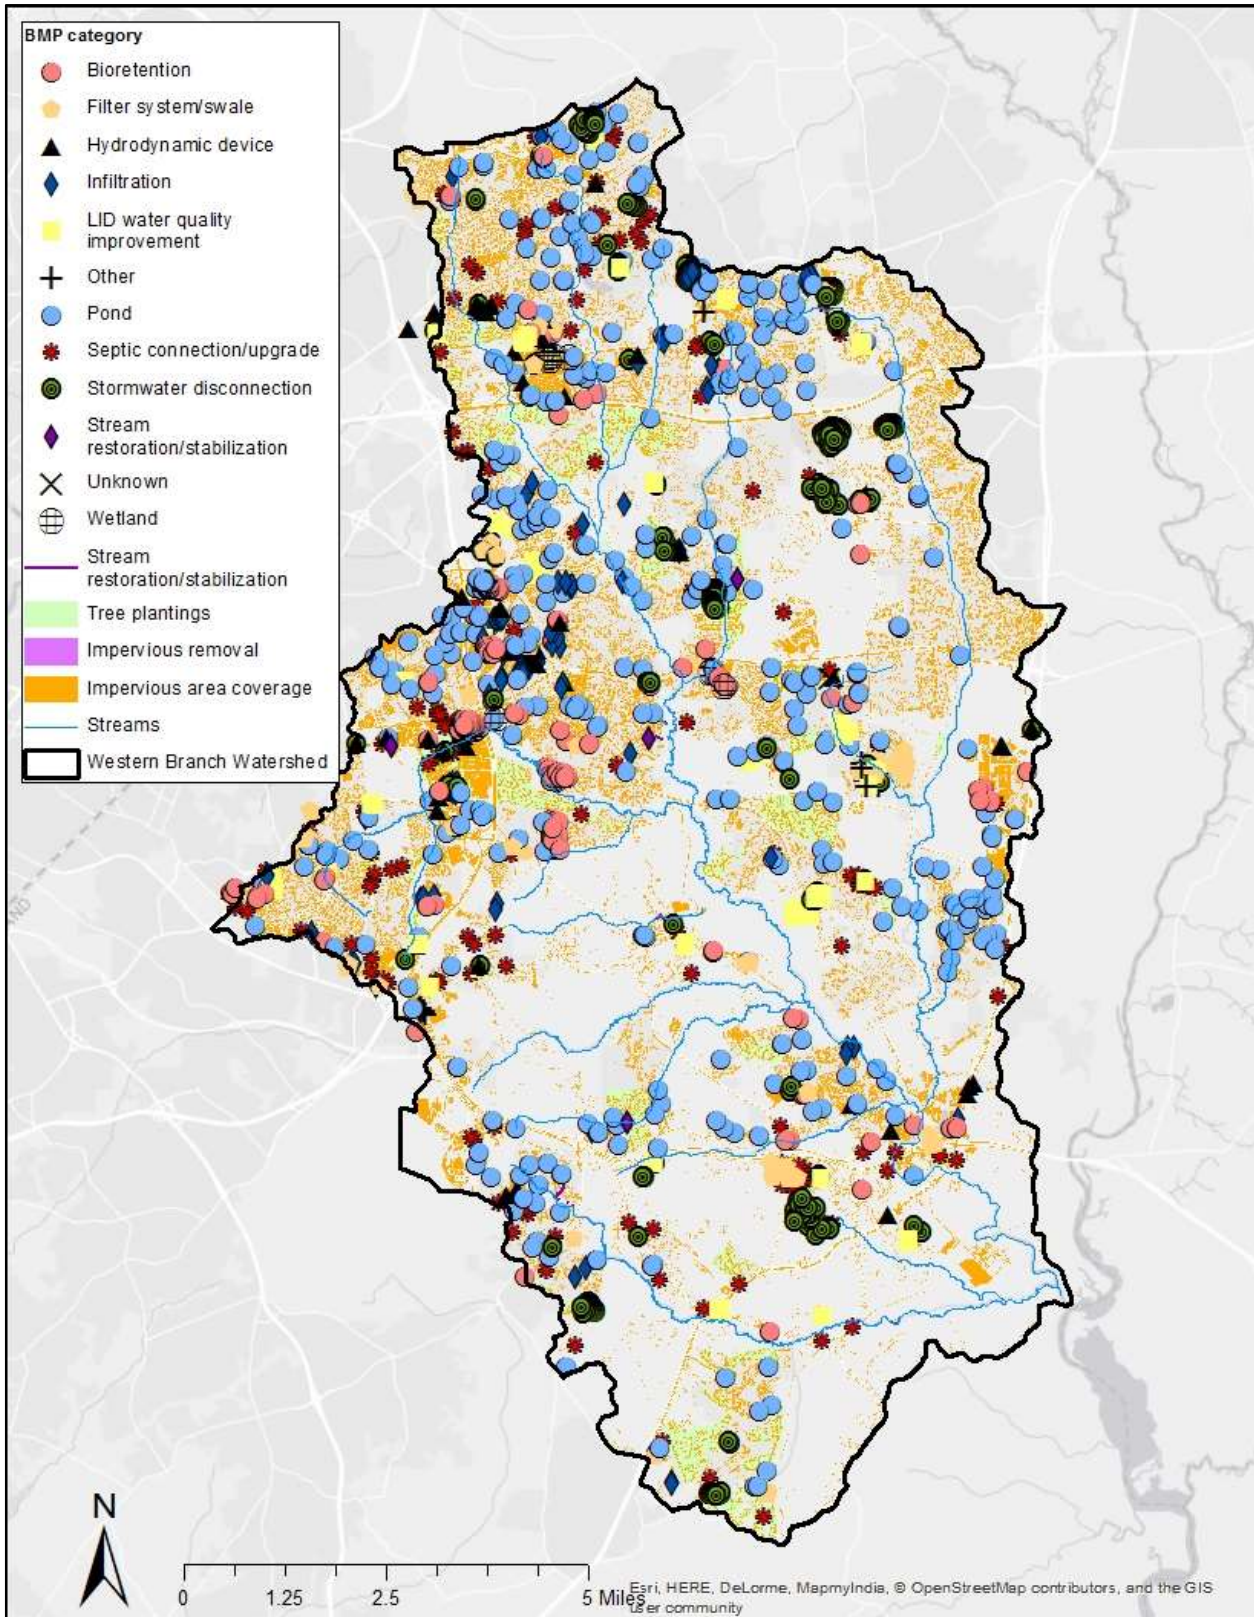 BMP category
Bioretention
Filter system/swale
Hydrodynamic device
Infiltration
LID water quality
improvement
Other
Pond
Septic connection/upgrade
Stormwater disconnection
Stream
restoration/stabilization
Unknown
Wetland
Stream
restoration/stabilization
Tree plantings
Impervious removal
Impervious area coverage
Streams
Western Branch Watershed
N
0 1.25 2.5 5 Miles
Esri, HERE, DeLorme, MapmyIndia, © OpenStreetMap contributors, and the GIS
user community